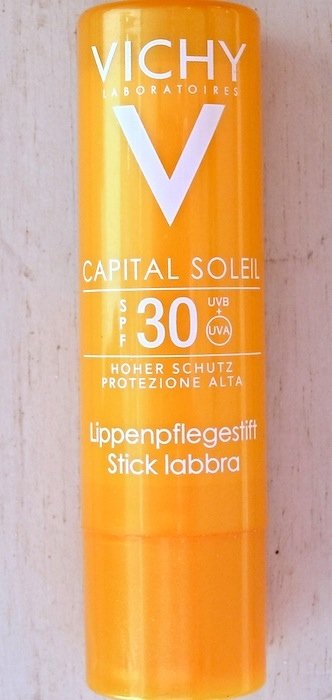 VICHY
LABORATOIRES
V
CAPITAL SOLEIL
SPF 30 UVB + UVA
HOHER SCHUTZ
PROTEZIONE ALTA
Lippenpflegestift
Stick labbra